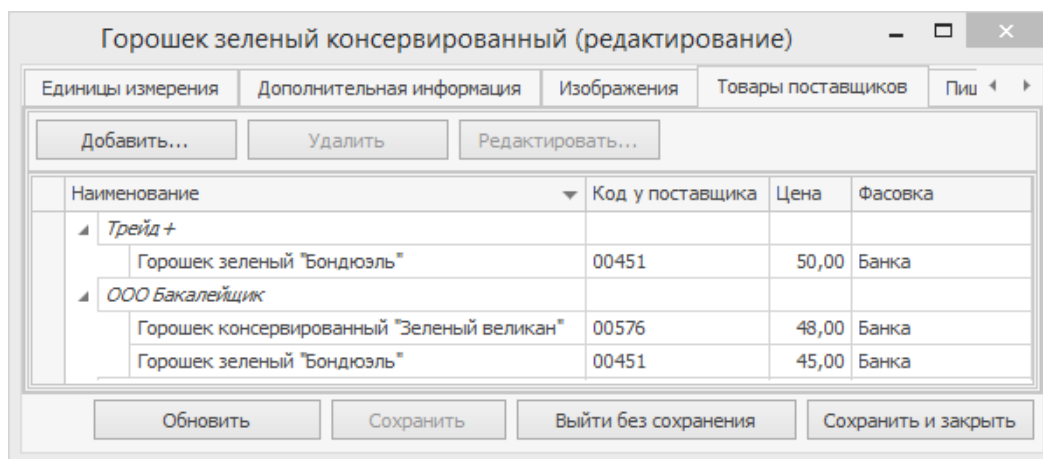 Горошек зеленый консервированный (редактирование)
Единицы измерения Дополнительная информация Изображения Товары поставщиков Пиц
Добавить... Удалить Редактировать...
Наименование Код у поставщика Цена Фасовка
Трейд+
Горошек зеленый "Бондюэль" 00451 50,00 Банка
ООО Бакалейщик
Горошек консервированный "Зеленый великан" 00576 48,00 Банка
Горошек зеленый "Бондюэль" 00451 45,00 Банка
Обновить Сохранить Выйти без сохранения Сохранить и закрыть